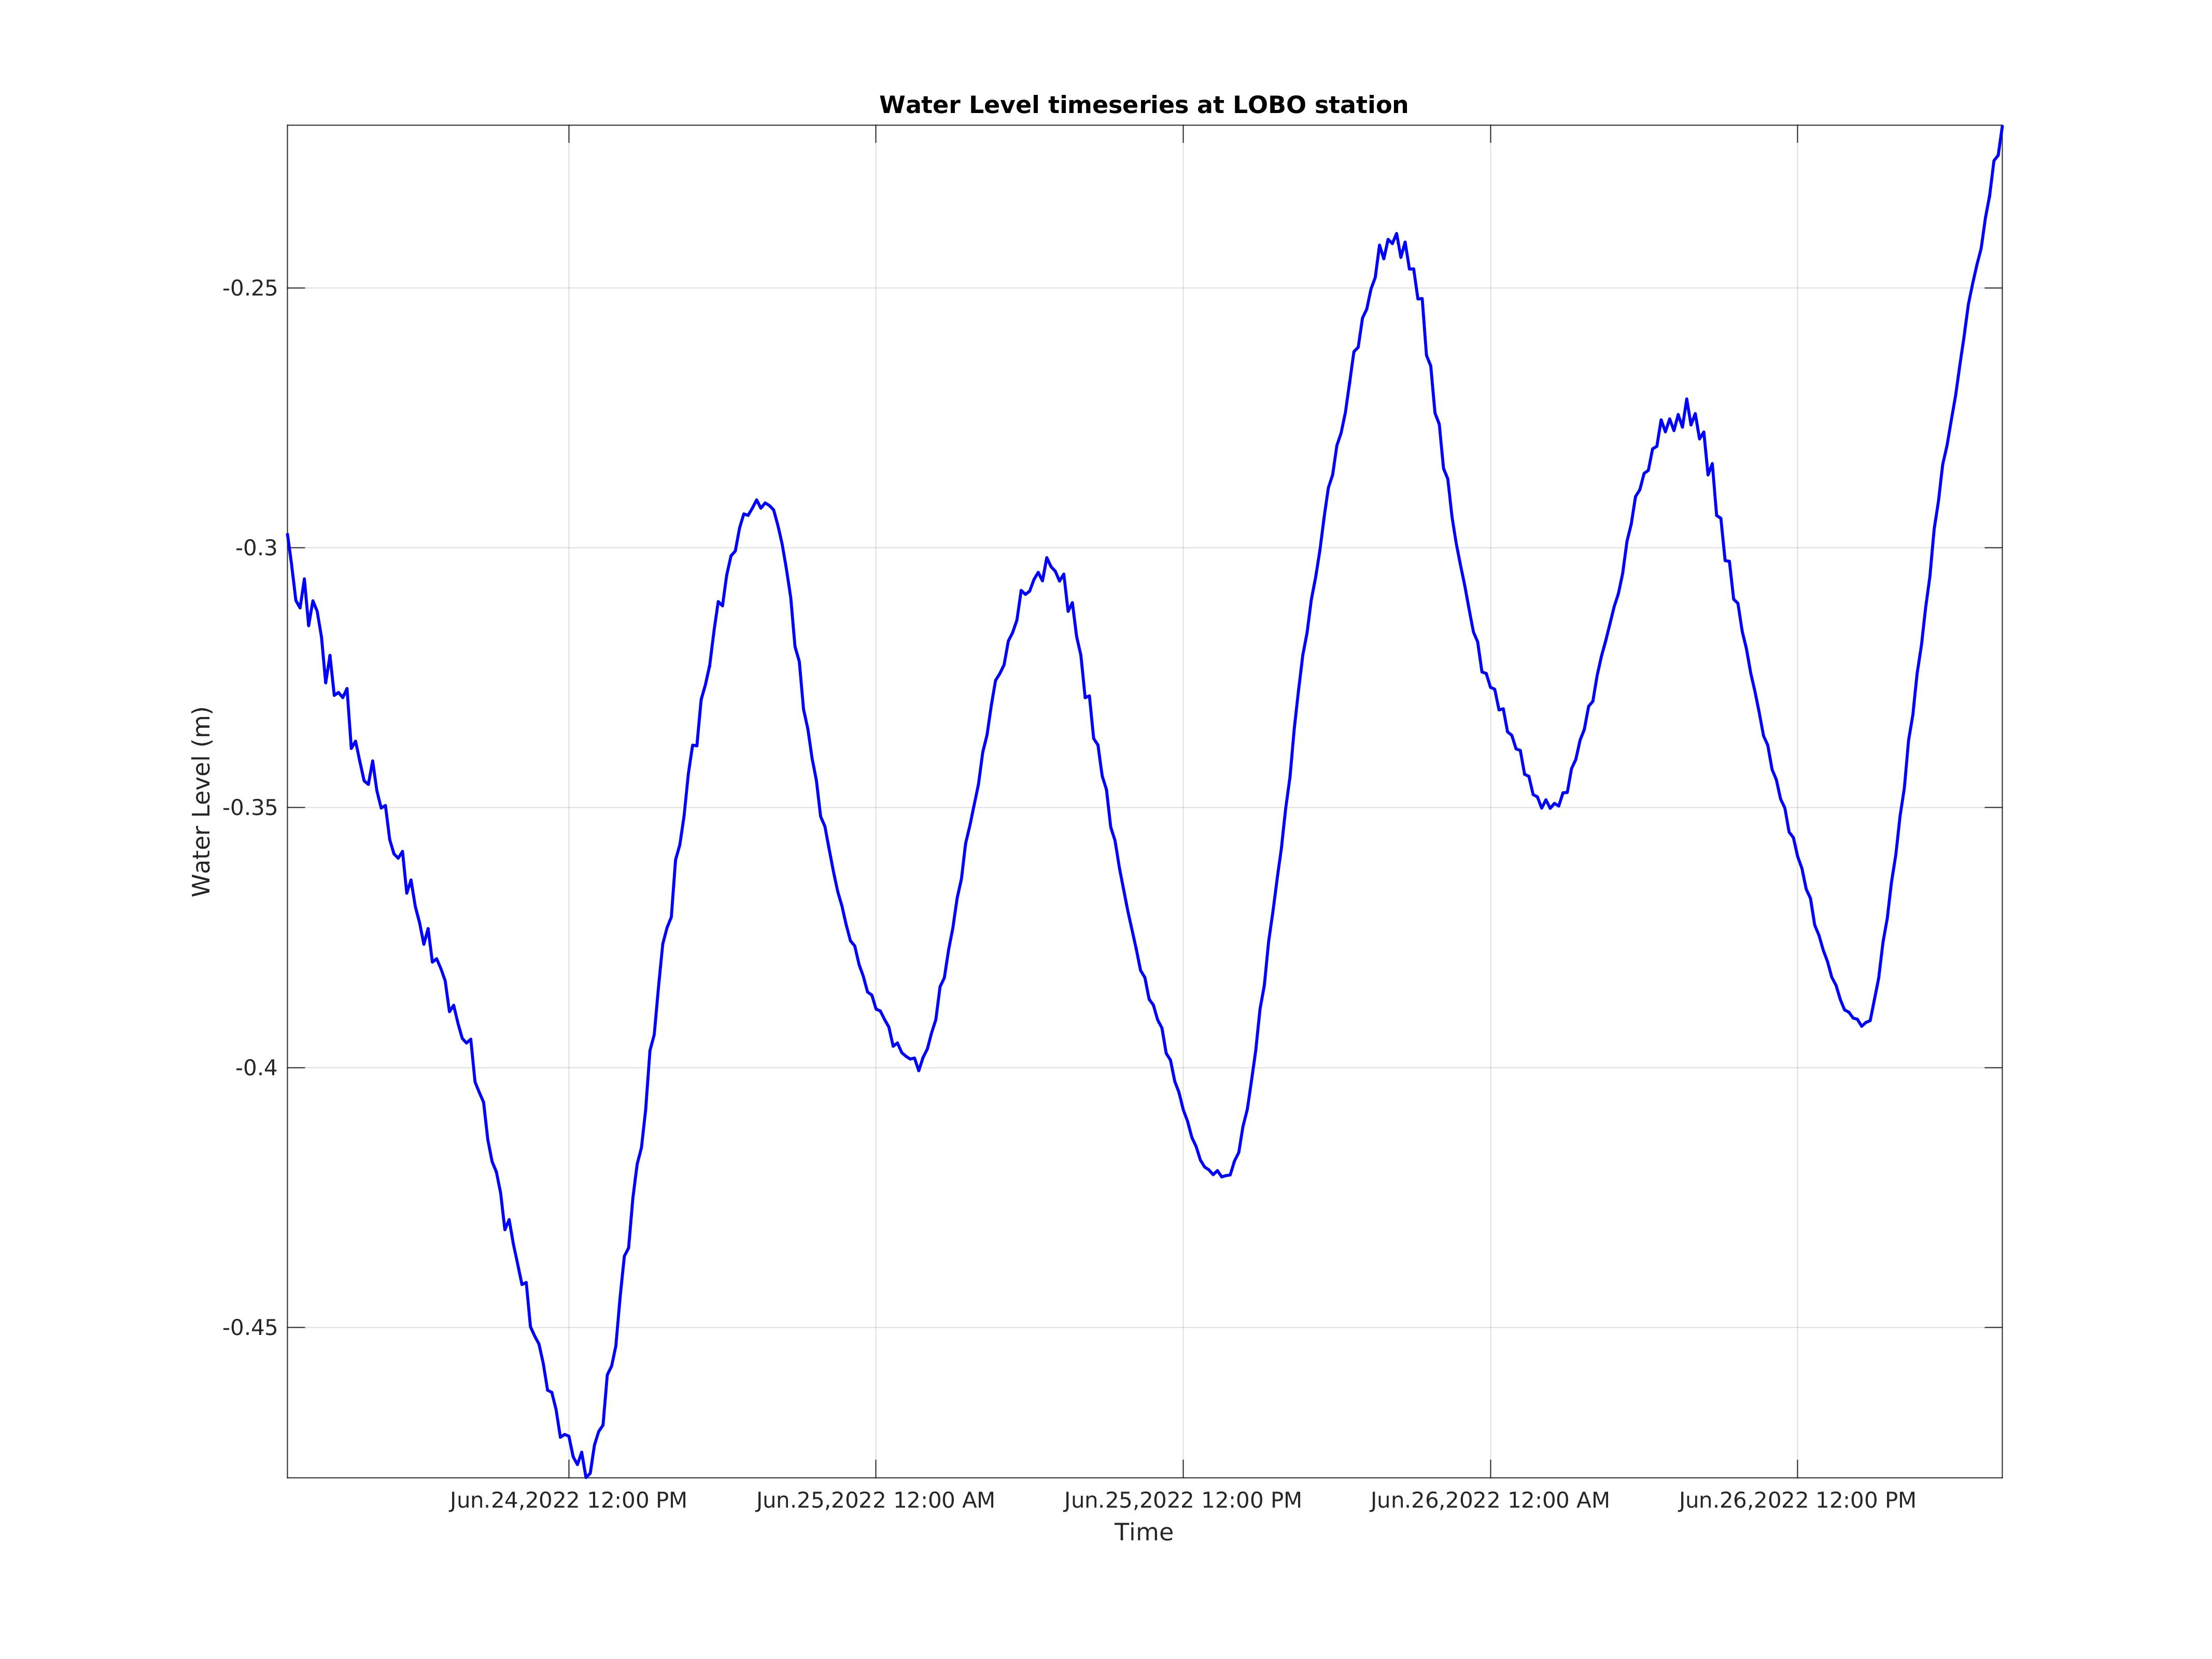 Water Level timeseries at LOBO station
-0.25
-0.3
-0.35
-0.4
-0.45
Water Level (m)
Jun.24,2022 12:00 PM
Jun.25,2022 12:00 AM
Jun.25,2022 12:00 PM
Jun.26,2022 12:00 AM
Jun.26,2022 12:00 PM
Time